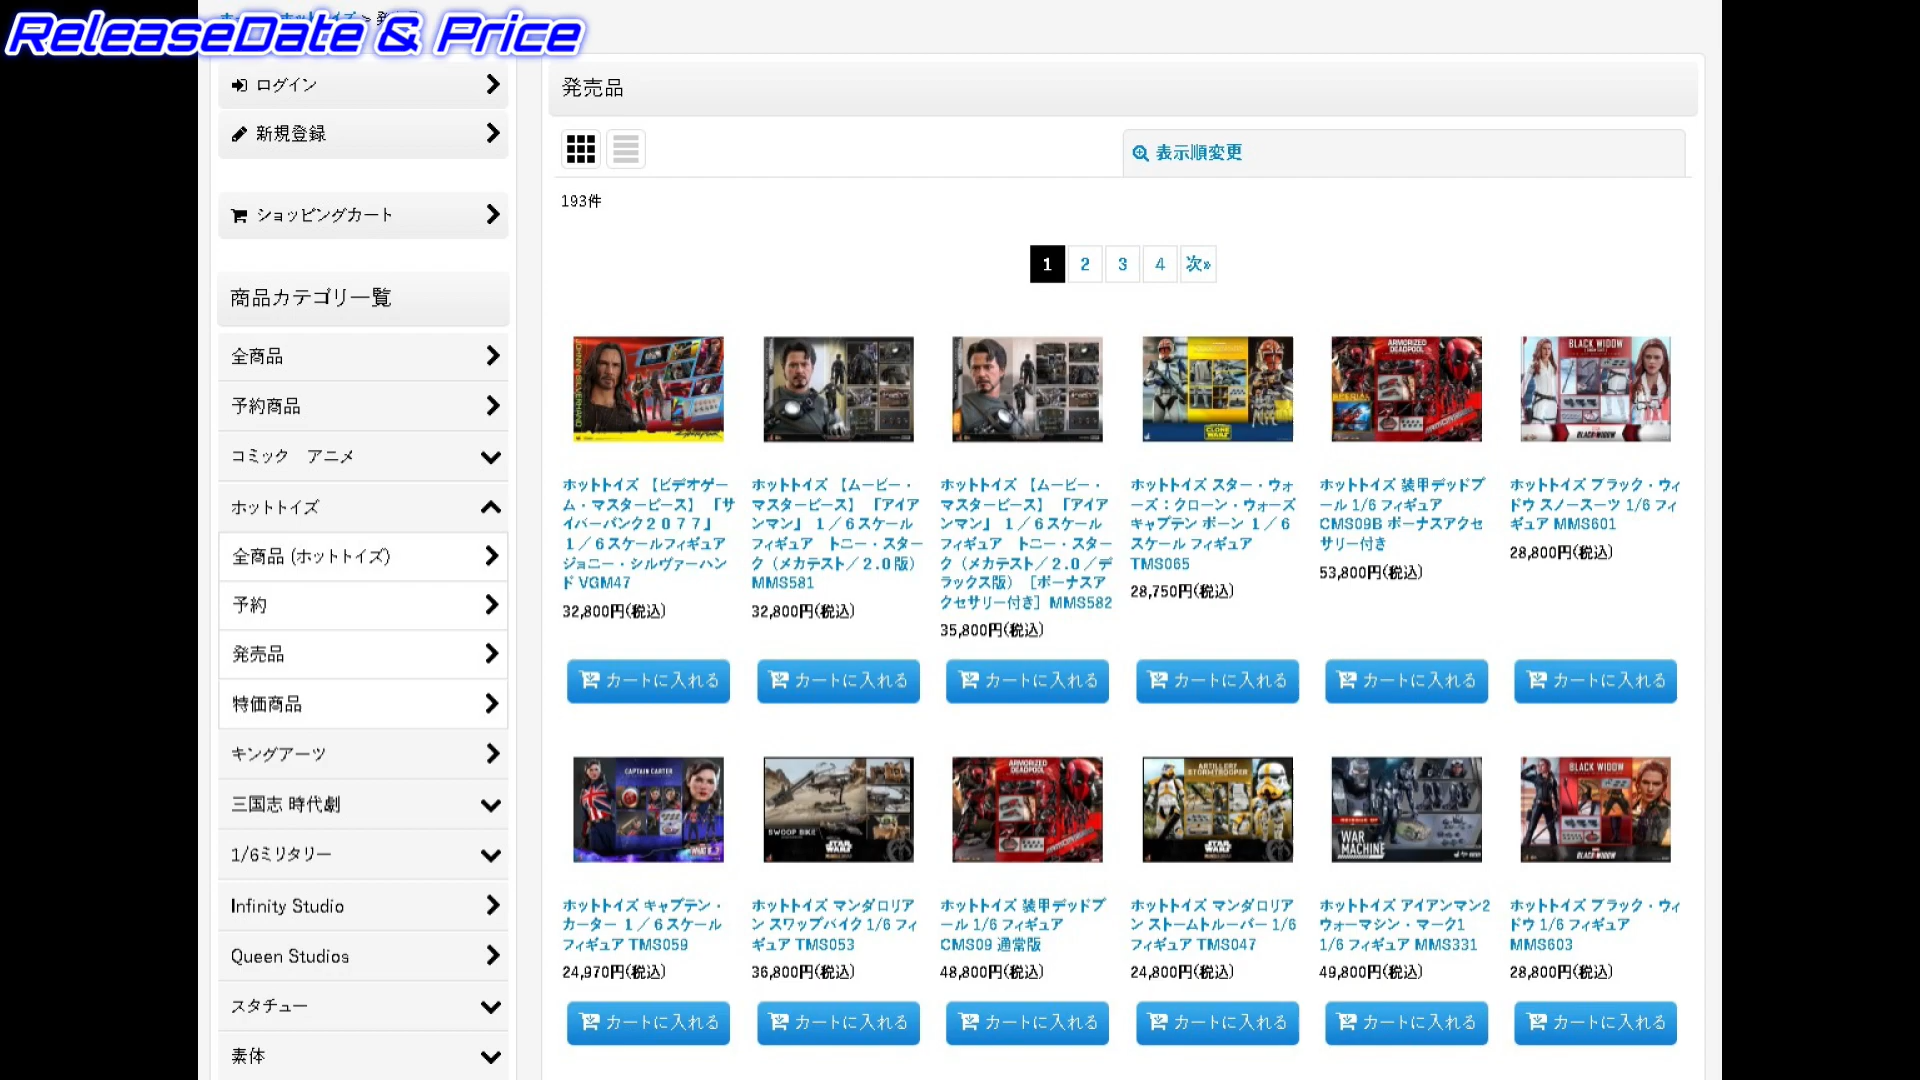 ReleaseDate & Price
ログイン
新規登録
ショッピングカート
商品カテゴリ一覧
全商品
予約商品
コミック　アニメ
ホットトイズ
全商品 (ホットトイズ)
予約
発売品
特価商品
キングアーツ
三国志 時代劇
1/6ミリタリー
Infinity Studio
Queen Studios
スタチュー
素体
発売品
表示順変更
193件
1 2 3 4 次»
ホットトイズ 【ビデオゲー
ム・マスターピース】 「サ
イバーパンク２０７７」
１／６スケールフィギュア
ジョニー・シルヴァーハン
ド VGM47
32,800円(税込)
カートに入れる
ホットトイズ 【ムービー・
マスターピース】 「アイア
ンマン」 １／６スケール
フィギュア　トニー・スター
ク（メカテスト／２.０版）
MMS581
32,800円(税込)
カートに入れる
ホットトイズ 【ムービー・
マスターピース】 「アイア
ンマン」 １／６スケール
フィギュア　トニー・スター
ク（メカテスト／２.０／デ
ラックス版） ［ボーナスア
クセサリー付き］MMS582
35,800円(税込)
カートに入れる
ホットトイズ スター・ウォ
ーズ：クローン・ウォーズ
キャプテン ボーン １／６
スケール フィギュア
TMS065
28,750円(税込)
カートに入れる
ARMORIZED
DEADPOOL
ホットトイズ 装甲デッドプ
ール 1/6 フィギュア
CMS09B ボーナスアクセ
サリー付き
53,800円(税込)
カートに入れる
BLACK WIDOW
BLACK WIDOW
ホットトイズ ブラック・ウィ
ドウ スノースーツ 1/6 フィ
ギュア MMS601
28,800円(税込)
カートに入れる
CAPTAIN CARTER
ホットトイズ キャプテン・
カーター １／６スケール
フィギュア TMS059
24,970円(税込)
カートに入れる
SWOOP BIKE
STAR WARS
ホットトイズ マンダロリア
ン スワップバイク 1/6 フィ
ギュア TMS053
36,800円(税込)
カートに入れる
ARMORIZED
DEADPOOL
ホットトイズ 装甲デッドプ
ール 1/6 フィギュア
CMS09 通常版
48,800円(税込)
カートに入れる
ARTILLERY
STORMTROOPER
STAR WARS
ホットトイズ マンダロリア
ン ストームトルーパー 1/6
フィギュア TMS047
24,800円(税込)
カートに入れる
WAR
MACHINE
ホットトイズ アイアンマン2
ウォーマシン・マーク1
1/6 フィギュア MMS331
49,800円(税込)
カートに入れる
BLACK WIDOW
BLACK WIDOW
ホットトイズ ブラック・ウィ
ドウ 1/6 フィギュア
MMS603
28,800円(税込)
カートに入れる